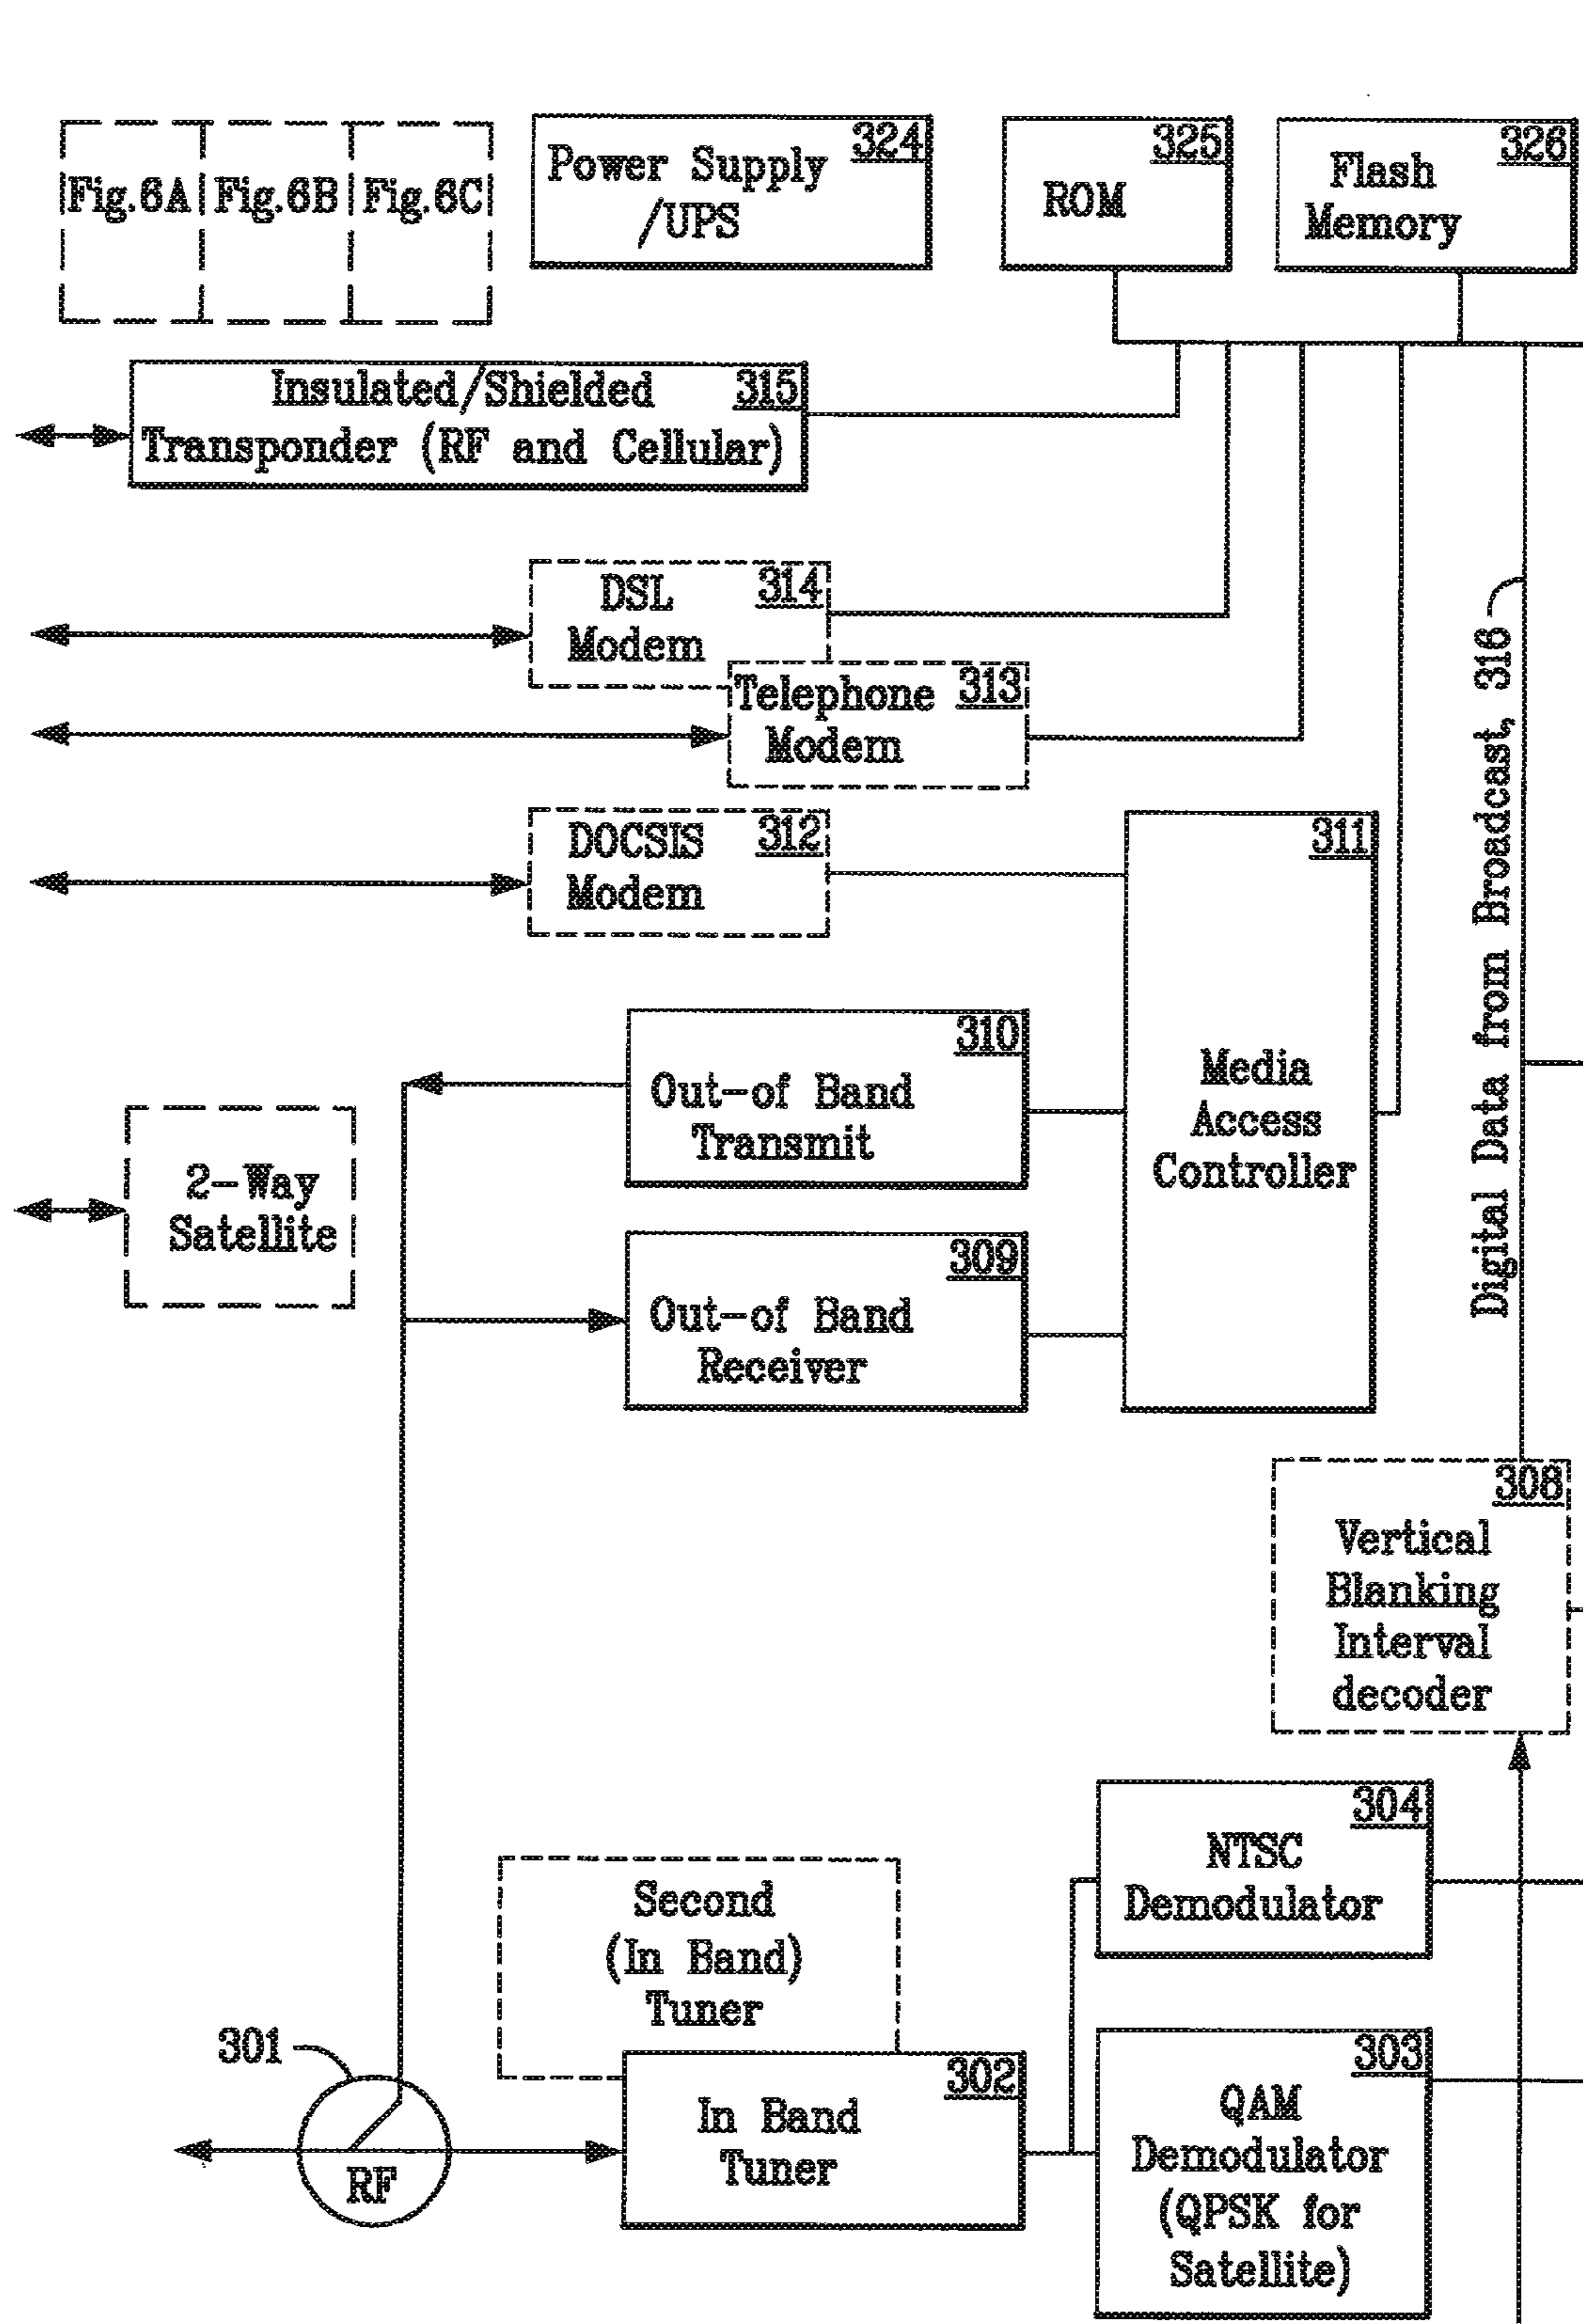 Fig.6A
Fig.6B
Fig.6C
324
Power Supply
/UPS
325
ROM
326
Flash
Memory
315
Insulated/Shielded
Transponder (RF and Cellular)
314
DSL
Modem
313
Telephone
Modem
312
DOCSIS
Modem
311
Media
Access
Controller
Digital Data from Broadcast, 316
310
Out-of Band
Transmit
2-Way
Satellite
309
Out-of Band
Receiver
308
Vertical
Blanking
Interval
decoder
304
NTSC
Demodulator
Second
(In Band)
Tuner
301
RF
302
In Band
Tuner
303
QAM
Demodulator
(QPSK for
Satellite)